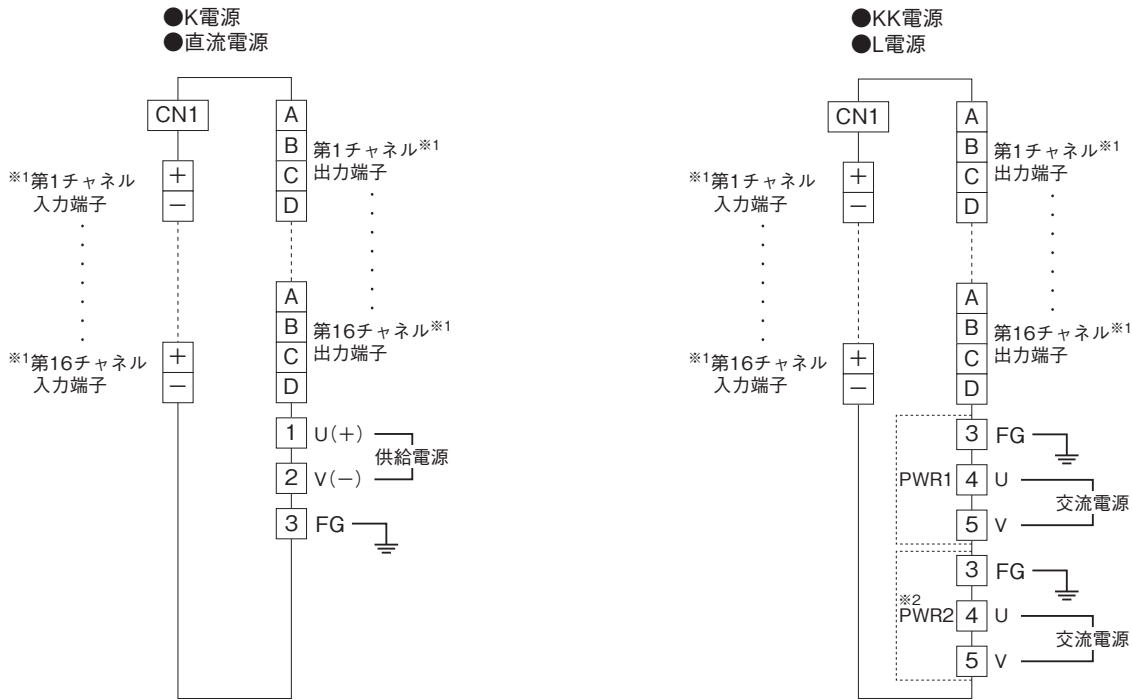 ●K電源
●直流電源
CN1
A
B
C
D
第1チャネル※1
出力端子
※1第1チャネル
入力端子
+
−
A
B
C
D
第16チャネル※1
出力端子
※1第16チャネル
入力端子
+
−
1 U(+)
供給電源
2 V(−)
3 FG
●KK電源
●L電源
CN1
A
B
C
D
第1チャネル※1
出力端子
※1第1チャネル
入力端子
+
−
A
B
C
D
第16チャネル※1
出力端子
※1第16チャネル
入力端子
+
−
3 FG
PWR1 4 U
交流電源
5 V
3 FG
※2
PWR2 4 U
交流電源
5 V